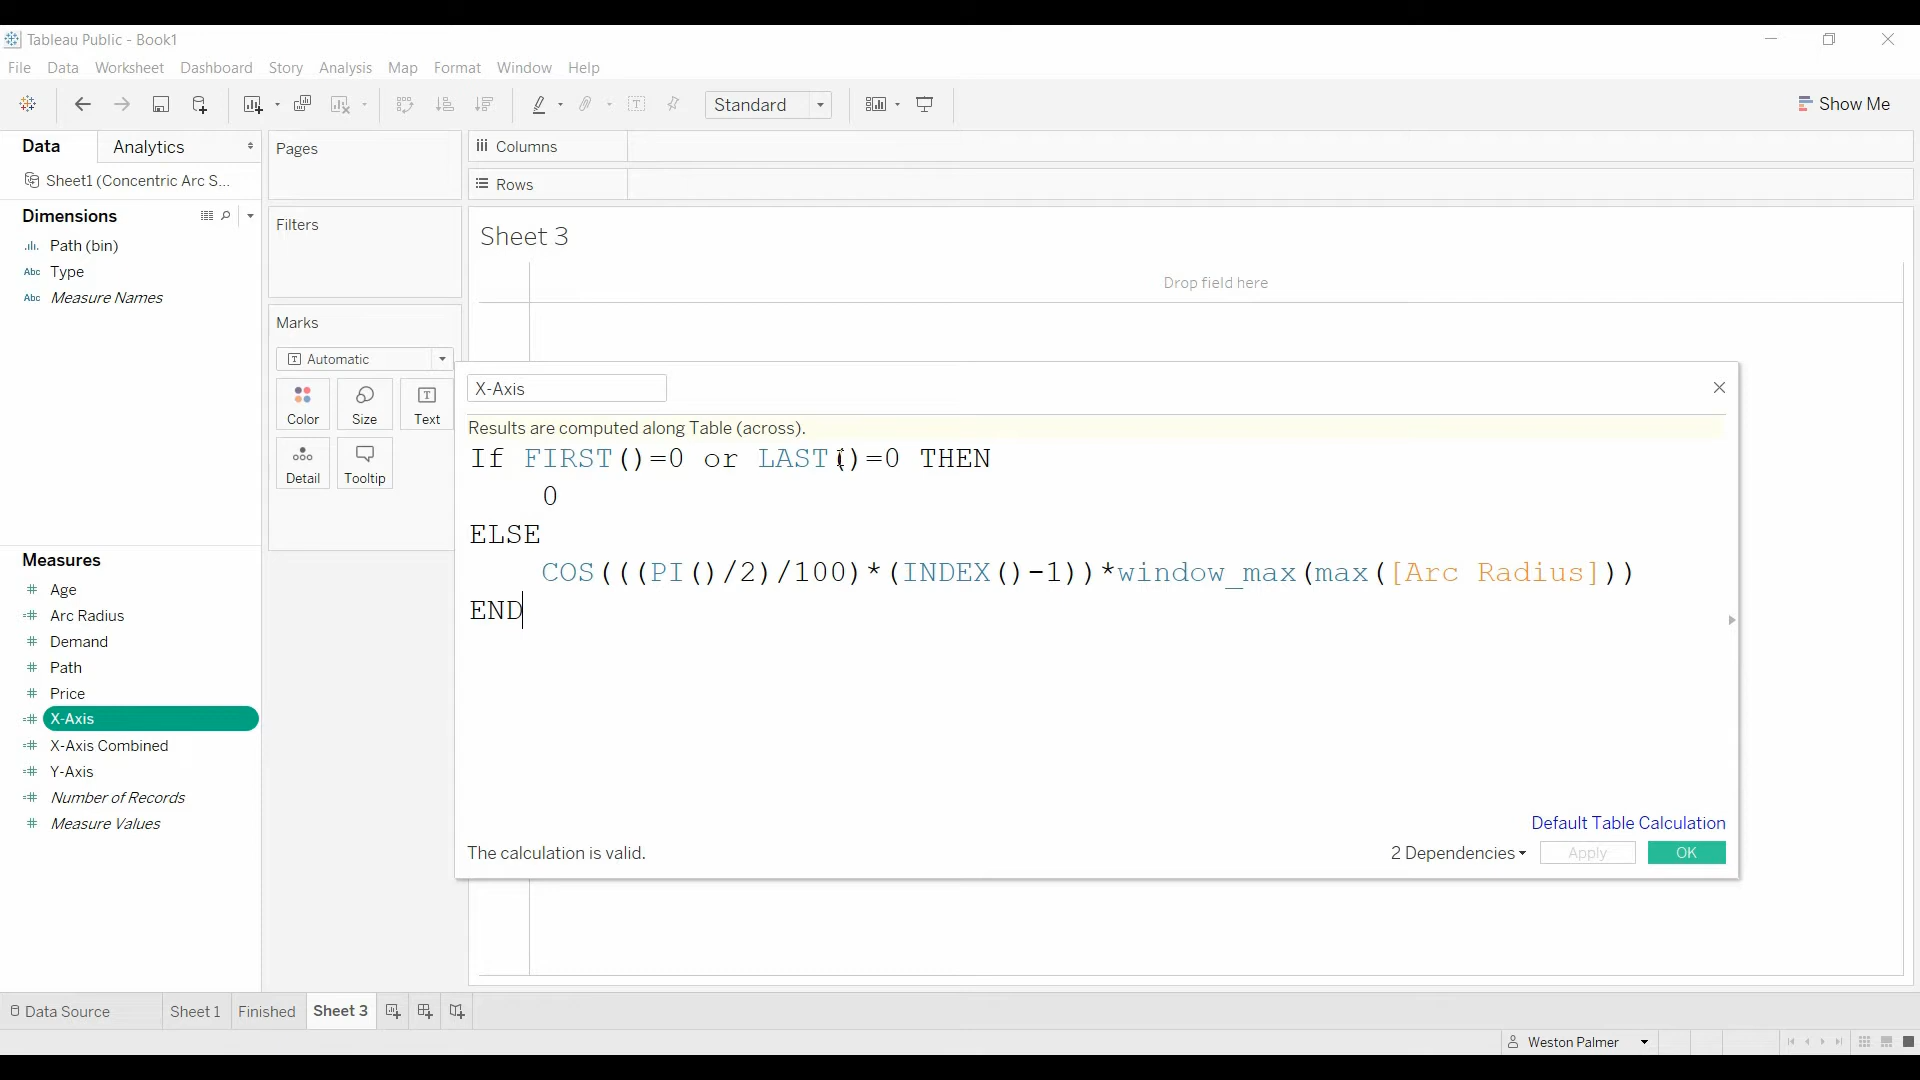 Tableau Public - Book1
File Data Worksheet Dashboard Story Analysis Map Format Window Help
Standard
Show Me
Data Analytics
Sheet1 (Concentric Arc S...
Dimensions
Path (bin)
Abc Type
Abc Measure Names
Measures
Age
Arc Radius
Demand
Path
Price
X-Axis
X-Axis Combined
Y-Axis
Number of Records
Measure Values
Pages
Filters
Marks
Automatic
Color Size Text
Detail Tooltip
Columns
Rows
Sheet 3
Drop field here
X-Axis
Results are computed along Table (across).
If FIRST()=0 or LAST()=0 THEN
0
ELSE
COS(((PI()/2)/100)*(INDEX()-1))*window_max(max([Arc Radius]))
END
Default Table Calculation
The calculation is valid.
2 Dependencies Apply OK
Data Source Sheet 1 Finished Sheet 3
Weston Palmer